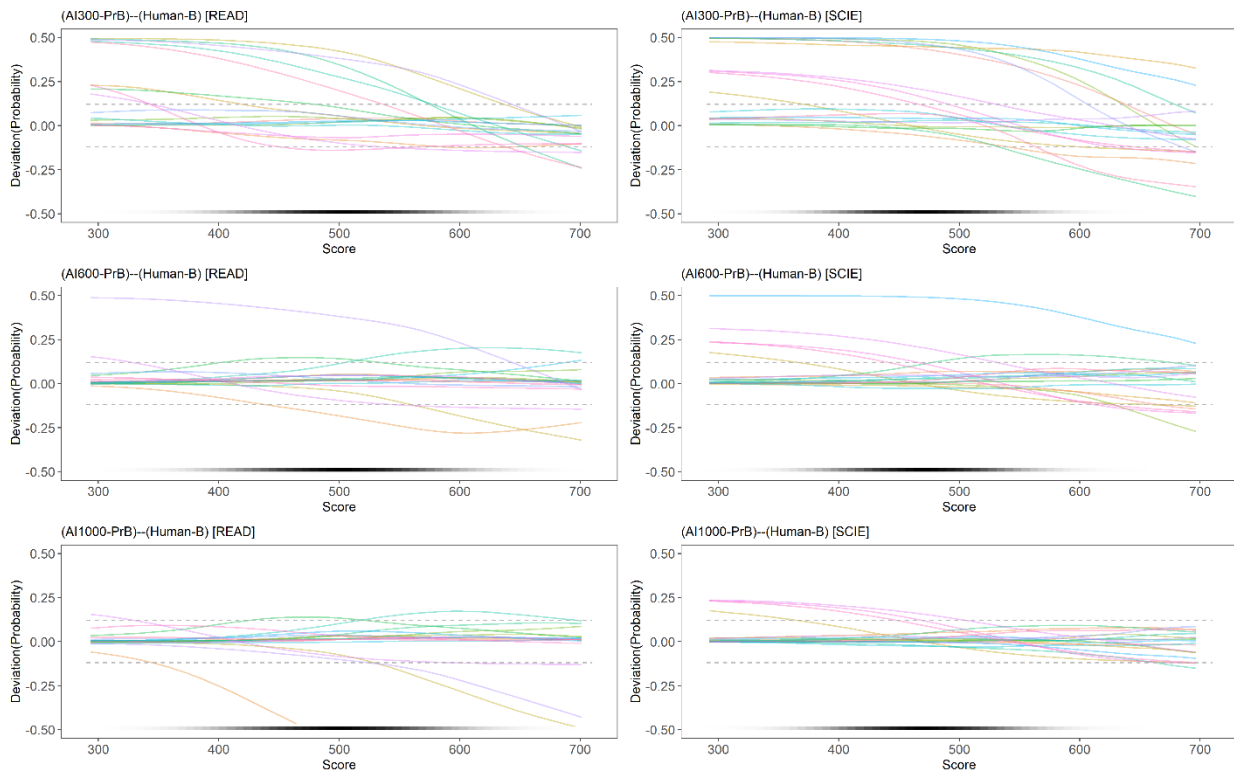 (AI300-PrB)--(Human-B) [READ]
Deviation(Probability)
0.50
0.25
0.00
-0.25
-0.50
300 400 500 600 700
Score
(AI300-PrB)--(Human-B) [SCIE]
Deviation(Probability)
0.50
0.25
0.00
-0.25
-0.50
300 400 500 600 700
Score
(AI600-PrB)--(Human-B) [READ]
Deviation(Probability)
0.50
0.25
0.00
-0.25
-0.50
300 400 500 600 700
Score
(AI600-PrB)--(Human-B) [SCIE]
Deviation(Probability)
0.50
0.25
0.00
-0.25
-0.50
300 400 500 600 700
Score
(AI1000-PrB)--(Human-B) [READ]
Deviation(Probability)
0.50
0.25
0.00
-0.25
-0.50
300 400 500 600 700
Score
(AI1000-PrB)--(Human-B) [SCIE]
Deviation(Probability)
0.50
0.25
0.00
-0.25
-0.50
300 400 500 600 700
Score